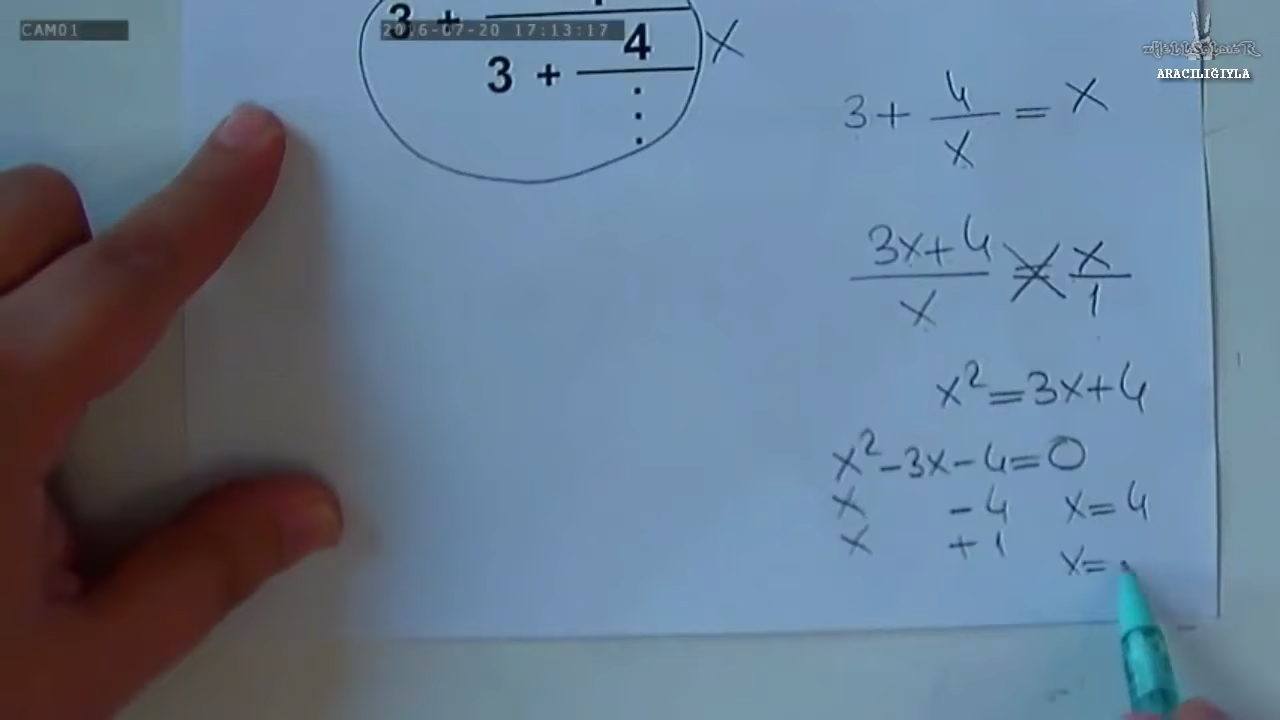 CAM01
2016-07-20 17:13:17
ARACILIĞIYLA
3 +
4
3 +
⋮
x
3 + 4/x = x
3x+4/x = x/1
x² = 3x+4
x² - 3x - 4 = 0
x - 4 x = 4
x + 1 x =